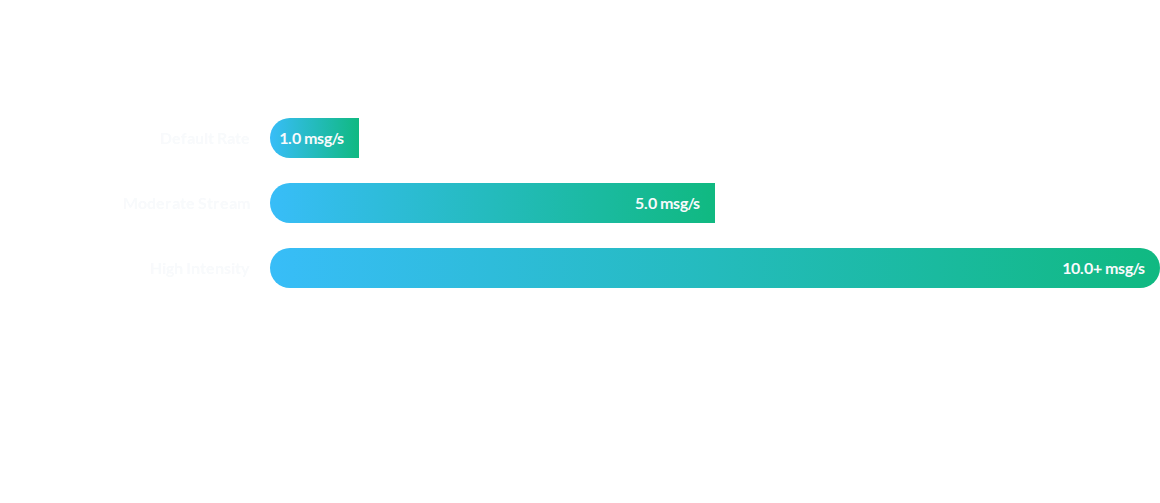 Default Rate
1.0 msg/s
Moderate Stream
5.0 msg/s
High Intensity
10.0+ msg/s